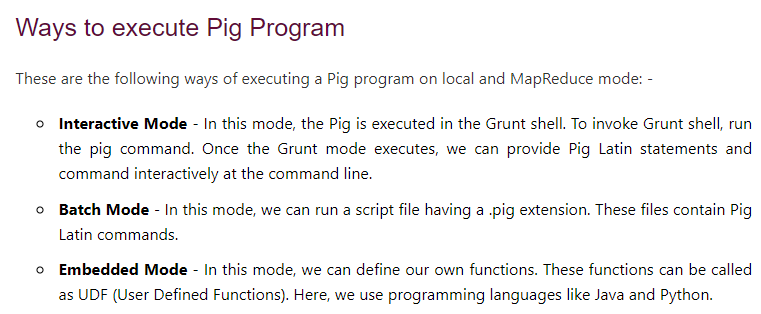 Ways to execute Pig Program
These are the following ways of executing a Pig program on local and MapReduce mode: -
Interactive Mode - In this mode, the Pig is executed in the Grunt shell. To invoke Grunt shell, run
the pig command. Once the Grunt mode executes, we can provide Pig Latin statements and
command interactively at the command line.
Batch Mode - In this mode, we can run a script file having a .pig extension. These files contain Pig
Latin commands.
Embedded Mode - In this mode, we can define our own functions. These functions can be called
as UDF (User Defined Functions). Here, we use programming languages like Java and Python.